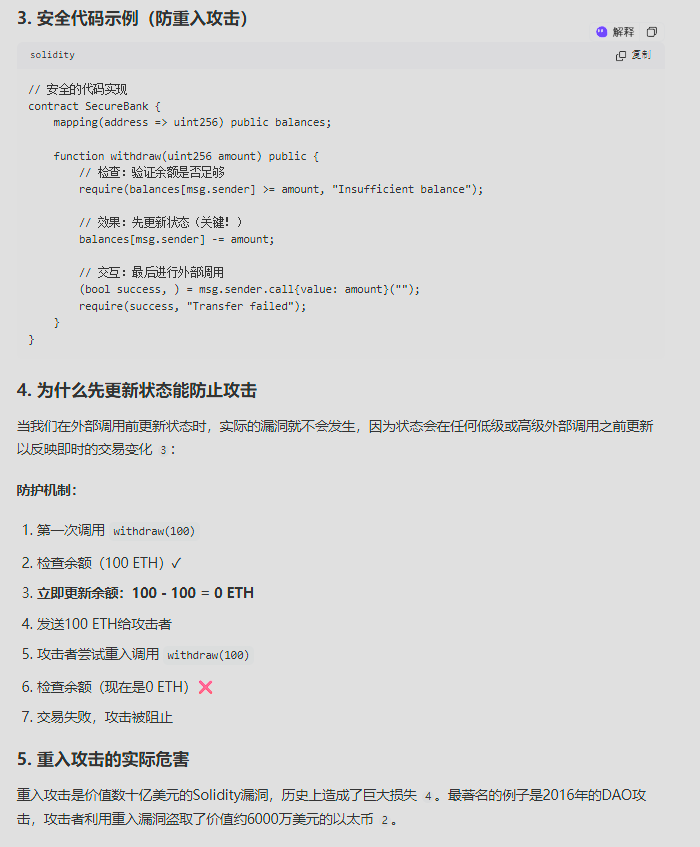 3. 安全代码示例（防重入攻击）
解释
solidity
复制
// 安全的代码实现
contract SecureBank {
    mapping(address => uint256) public balances;

    function withdraw(uint256 amount) public {
        // 检查：验证余额是否足够
        require(balances[msg.sender] >= amount, "Insufficient balance");

        // 效果：先更新状态（关键！）
        balances[msg.sender] -= amount;

        // 交互：最后进行外部调用
        (bool success, ) = msg.sender.call{value: amount}("");
        require(success, "Transfer failed");
    }
}
4. 为什么先更新状态能防止攻击
当我们在外部调用前更新状态时，实际的漏洞就不会发生，因为状态会在任何低级或高级外部调用之前更新
以反映即时的交易变化 3 ：
防护机制：
1. 第一次调用 withdraw(100)
2. 检查余额（100 ETH）✓
3. 立即更新余额：100 - 100 = 0 ETH
4. 发送100 ETH给攻击者
5. 攻击者尝试重入调用 withdraw(100)
6. 检查余额（现在是0 ETH）❌
7. 交易失败，攻击被阻止
5. 重入攻击的实际危害
重入攻击是价值数十亿美元的Solidity漏洞，历史上造成了巨大损失 4 。最著名的例子是2016年的DAO攻
击，攻击者利用重入漏洞盗取了价值约6000万美元的以太币 2 。